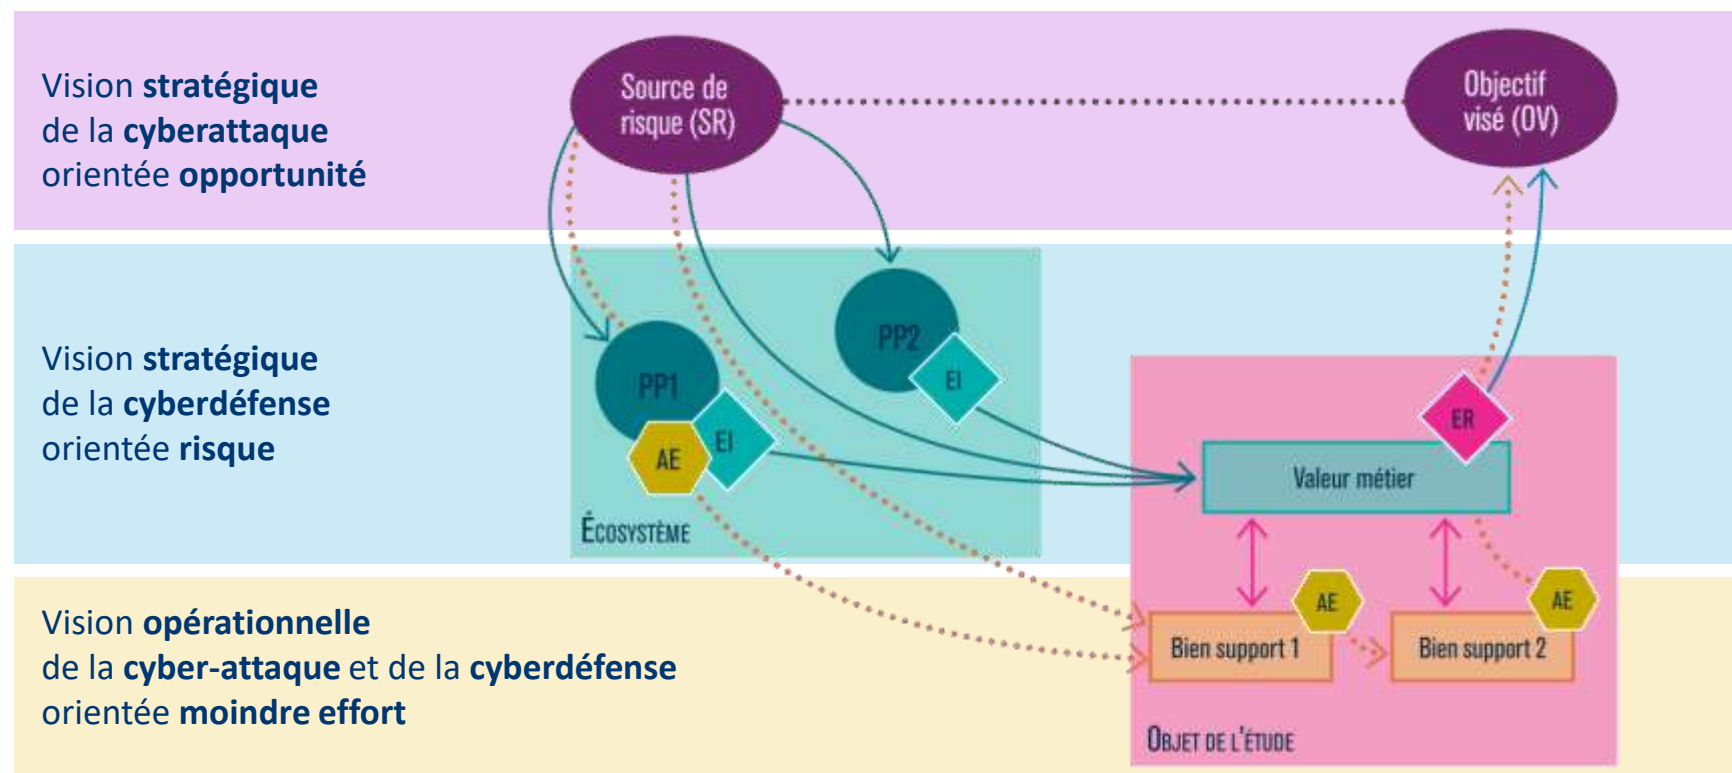 Vision stratégique
de la cyberattaque
orientée opportunité
Source de
risque (SR)
Objectif
visé (OV)
Vision stratégique
de la cyberdéfense
orientée risque
PP1
AE
EI
PP2
EI
ÉCOSYSTÈME
ER
Valeur métier
Vision opérationnelle
de la cyber-attaque et de la cyberdéfense
orientée moindre effort
AE
Bien support 1
AE
Bien support 2
OBJET DE L'ÉTUDE